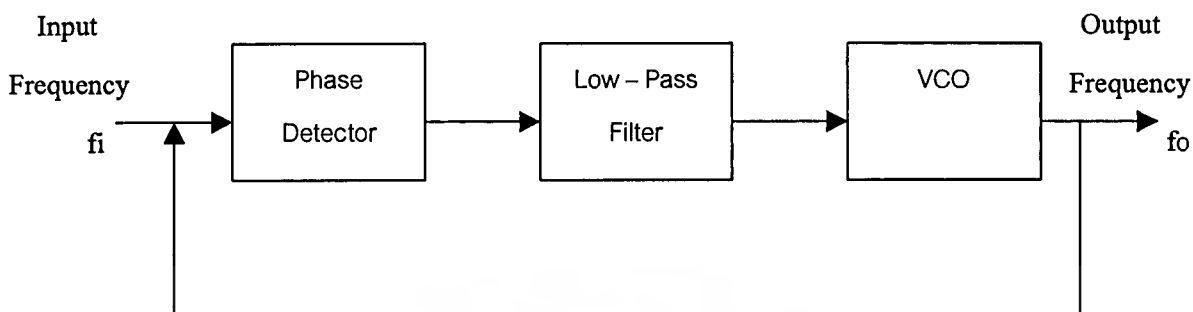 Input
Frequency
fi
Phase
Detector
Low – Pass
Filter
VCO
Output
Frequency
fo